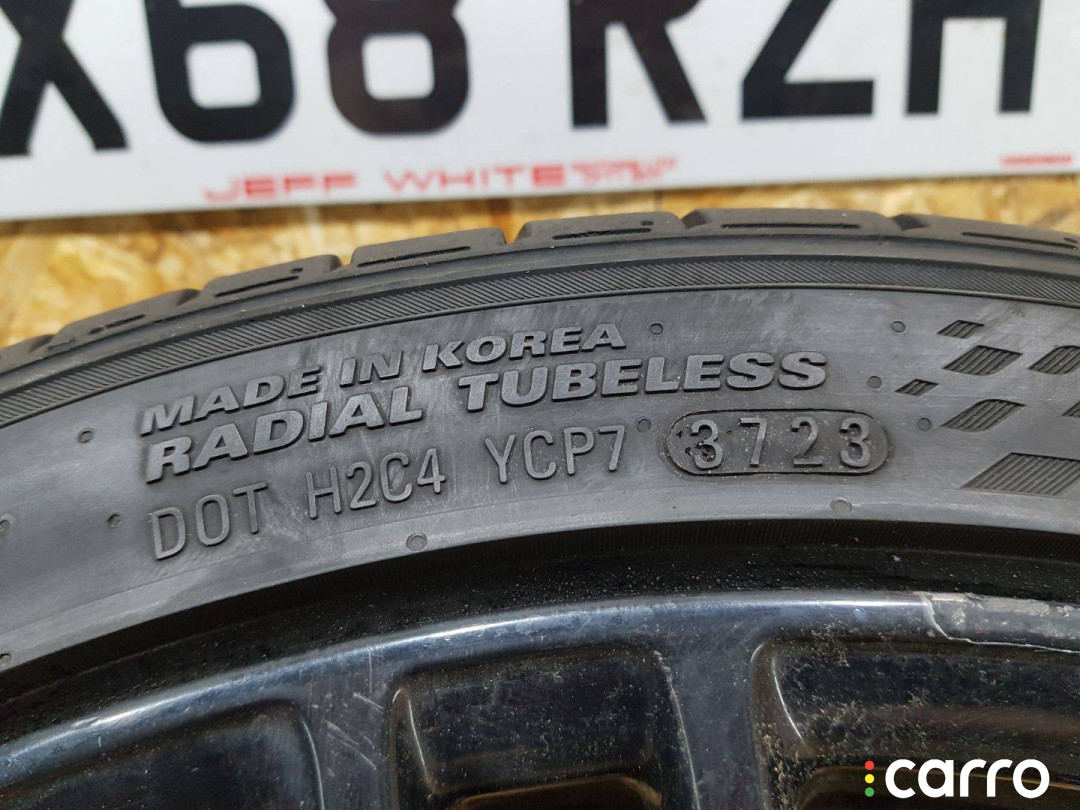 X68 RZH
JEFF WHITE
MADE IN KOREA
RADIAL TUBELESS
DOT H2C4 YCP7 3723
carro